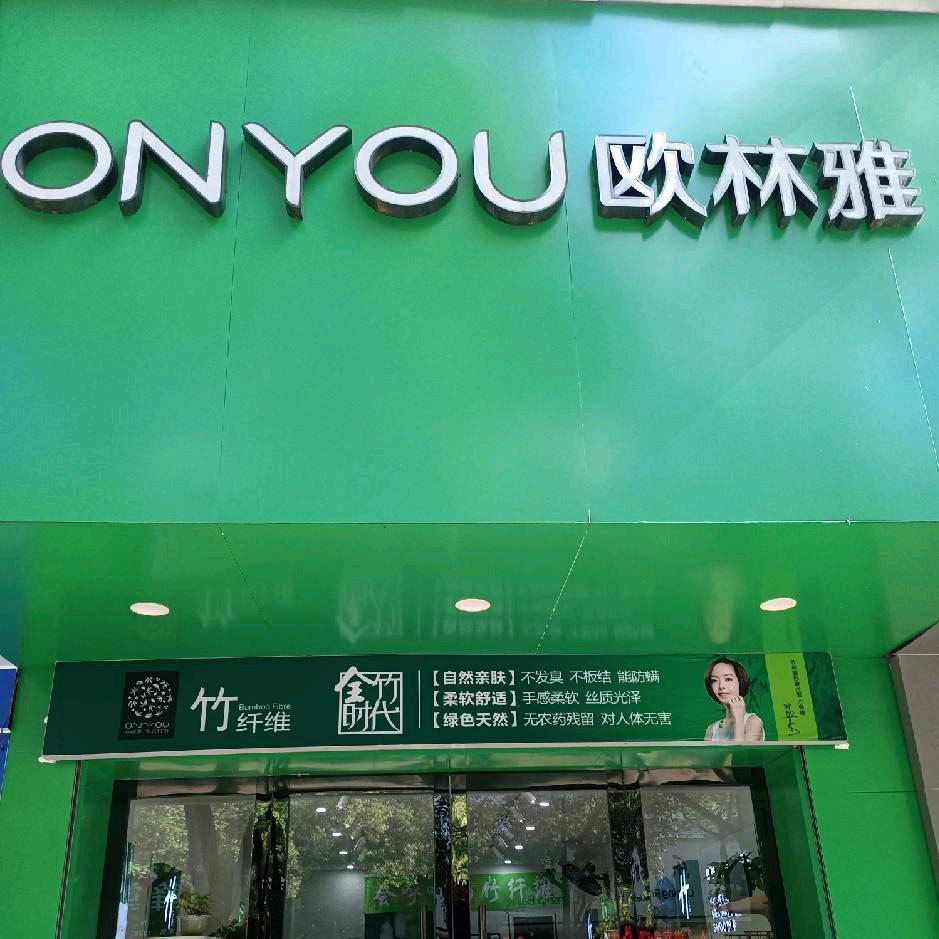 ONYOU 欧林雅
ONYOU
竹纤维
Bamboo Fibre
全竹时代
【自然亲肤】不发臭 不板结 能防螨
【柔软舒适】手感柔软 丝质光泽
【绿色天然】无农药残留 对人体无害
竹纤维